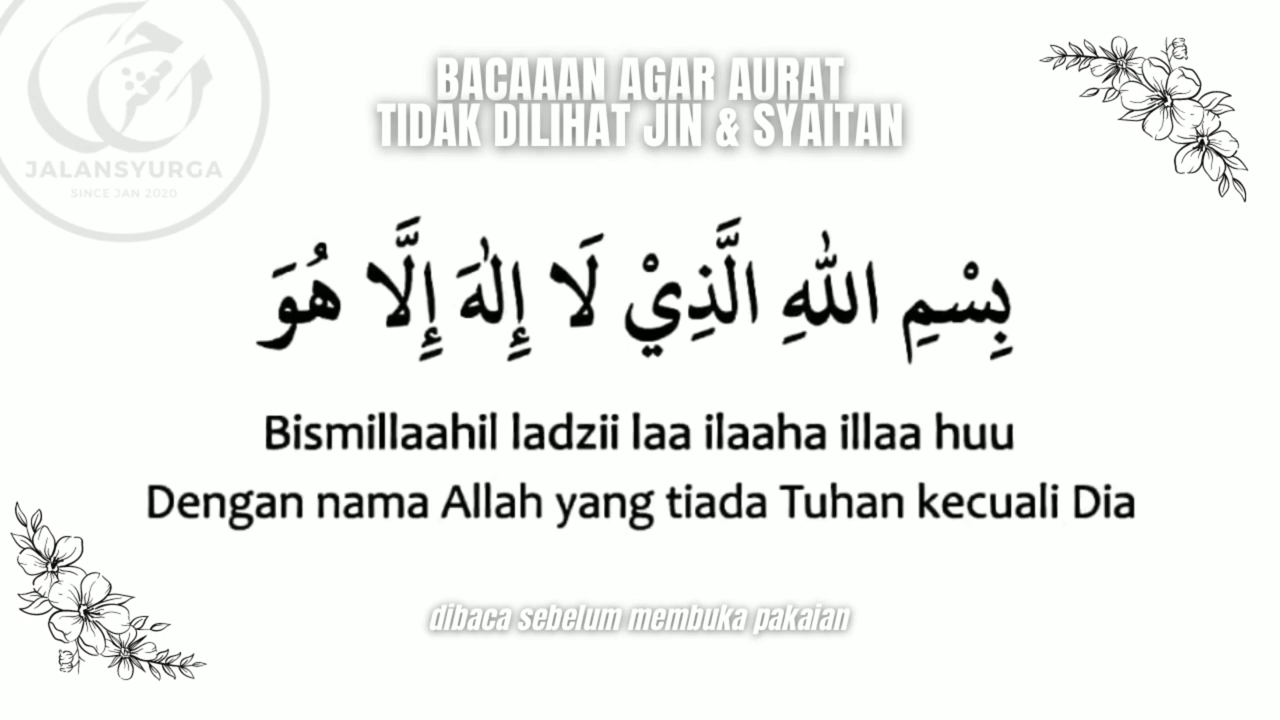 JALANSYURGA
SINCE JAN 2020
BACAAAN AGAR AURAT
TIDAK DILIHAT JIN & SYAITAN
بِسْمِ اللّٰهِ الَّذِيْ لَا إِلٰهَ إِلَّا هُوَ
Bismillaahil ladzii laa ilaaha illaa huu
Dengan nama Allah yang tiada Tuhan kecuali Dia
dibaca sebelum membuka pakaian